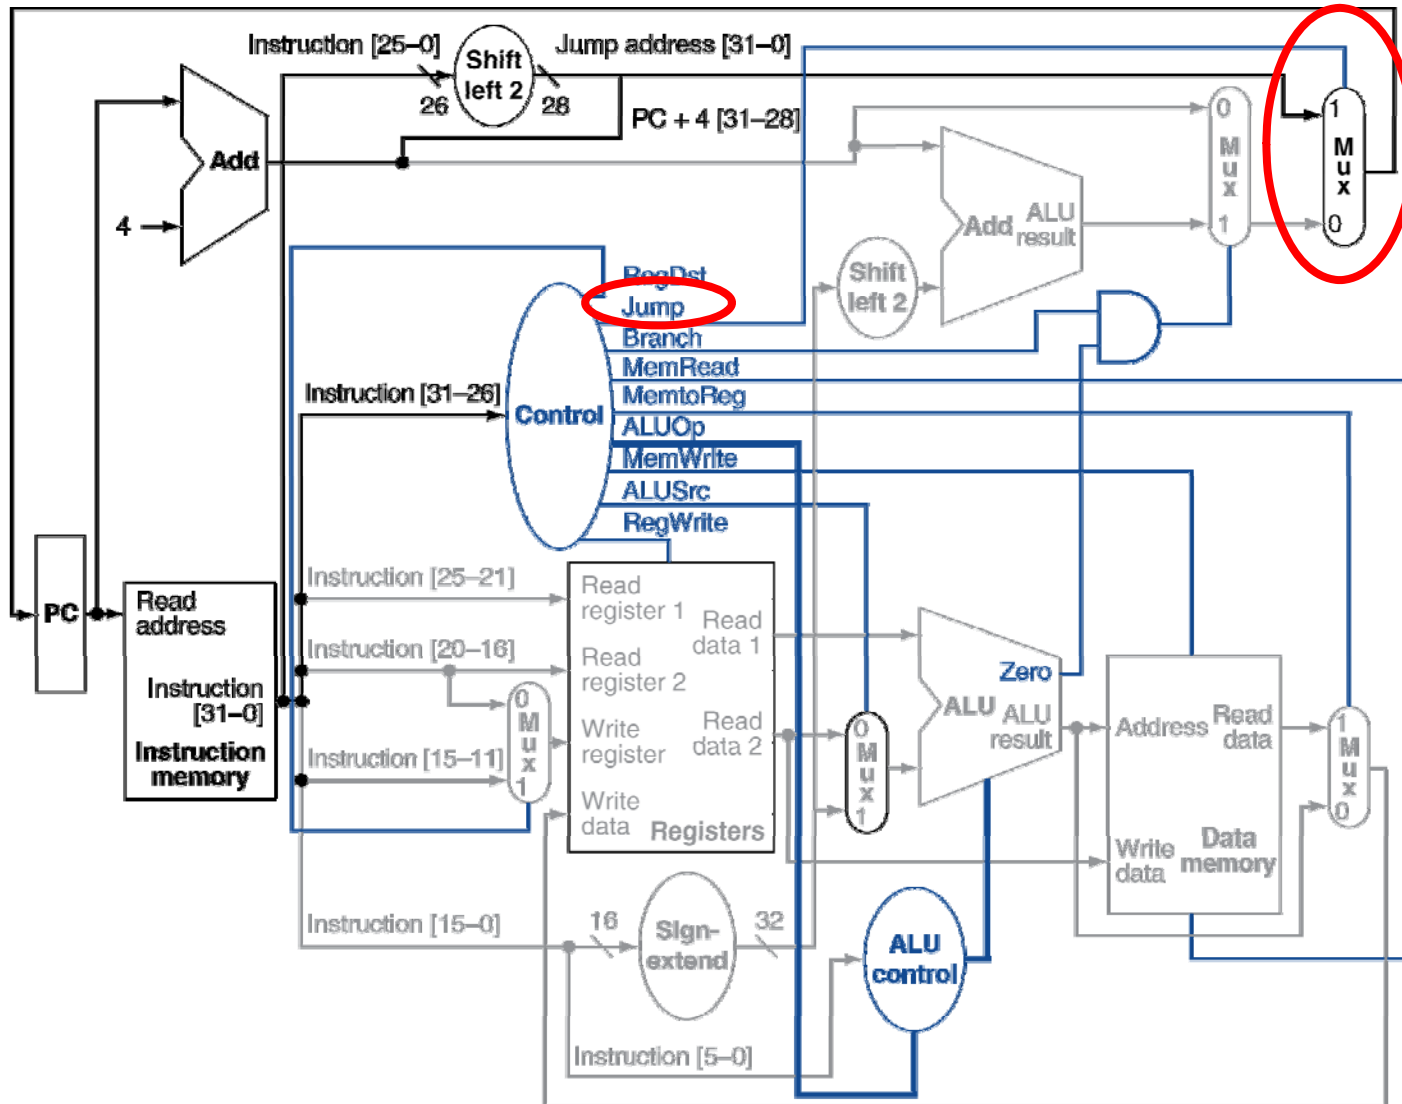 Instruction [25–0]
Shift
left 2
Jump address [31–0]
26
28
PC + 4 [31–28]
Add
4
0
M
u
x
1
1
M
u
x
0
Add
ALU
result
Shift
left 2
RegDst
Jump
Branch
MemRead
MemtoReg
ALUOp
MemWrite
ALUSrc
RegWrite
Instruction [31–26]
Control
PC
Read
address
Instruction
[31–0]
Instruction
memory
Instruction [25–21]
Instruction [20–16]
Instruction [15–11]
0
M
u
x
1
Read
register 1
Read
register 2
Write
register
Write
data
Read
data 1
Read
data 2
Registers
0
M
u
x
1
Zero
ALU
ALU
result
Address
Write
data
Read
data
Data
memory
1
M
u
x
0
Instruction [15–0]
16
Sign-
extend
32
ALU
control
Instruction [5–0]